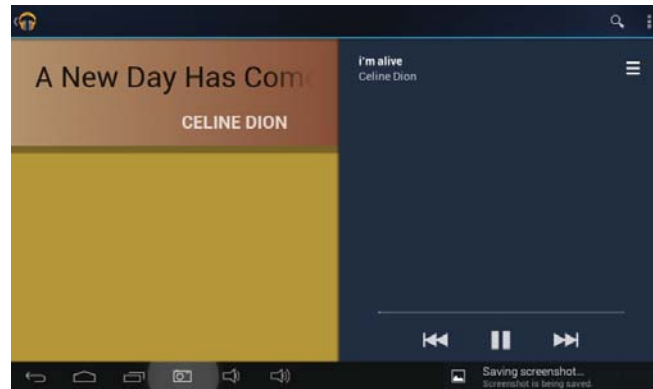 A New Day Has Com
CELINE DION
i'm alive
Celine Dion
Saving screenshot...
Screenshot is being saved.